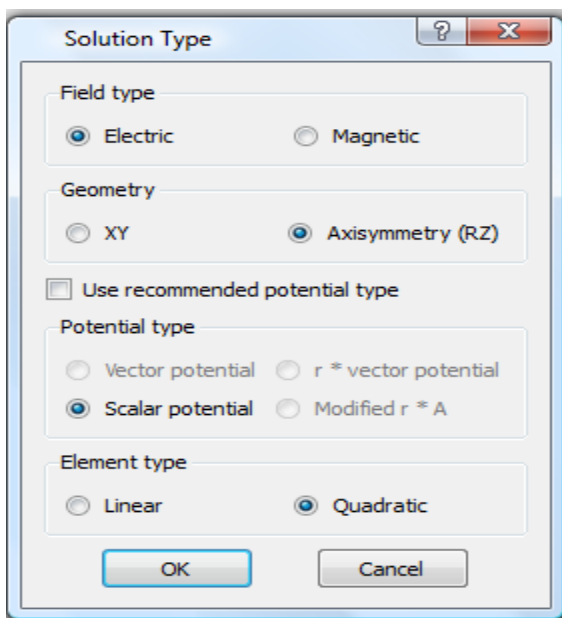 Solution Type
?
Field type
Electric
Magnetic
Geometry
XY
Axisymmetry (RZ)
Use recommended potential type
Potential type
Vector potential
r * vector potential
Scalar potential
Modified r * A
Element type
Linear
Quadratic
OK
Cancel